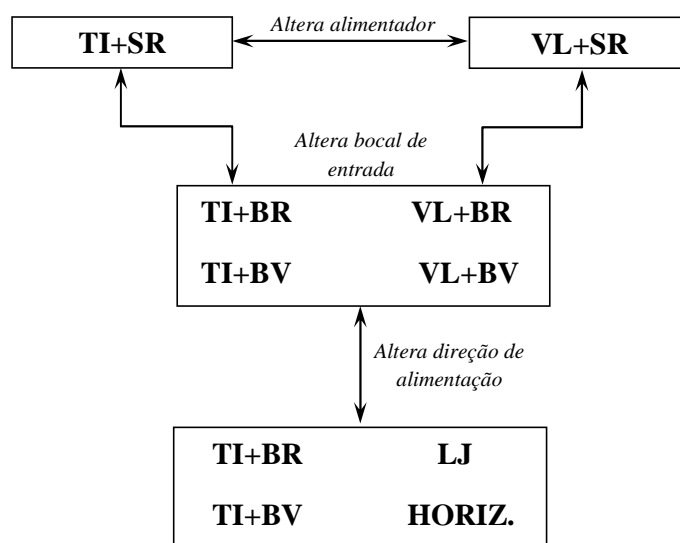 TI+SR
Altera alimentador
VL+SR
Altera bocal de
entrada
TI+BR VL+BR
TI+BV VL+BV
Altera direção de
alimentação
TI+BR LJ
TI+BV HORIZ.